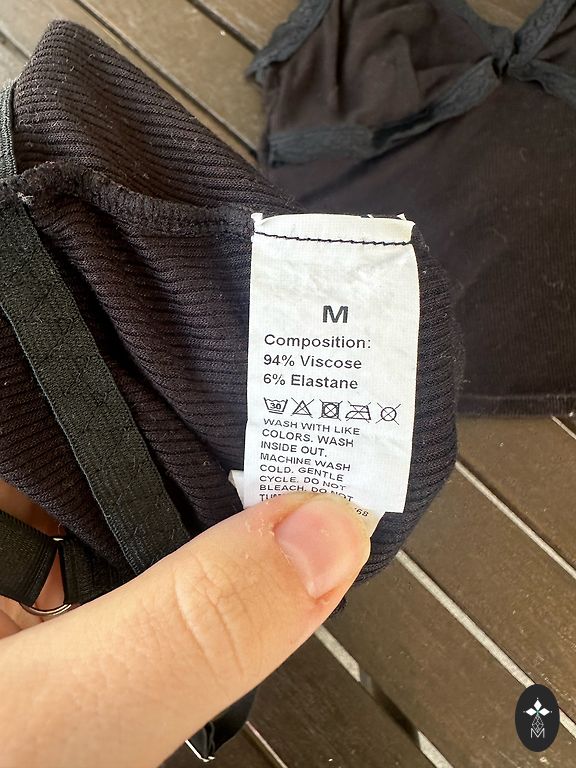 M
Composition:
94% Viscose
6% Elastane
30
WASH WITH LIKE
COLORS. WASH
INSIDE OUT.
MACHINE WASH
COLD. GENTLE
CYCLE. DO NOT
BLEACH. DO NOT
M